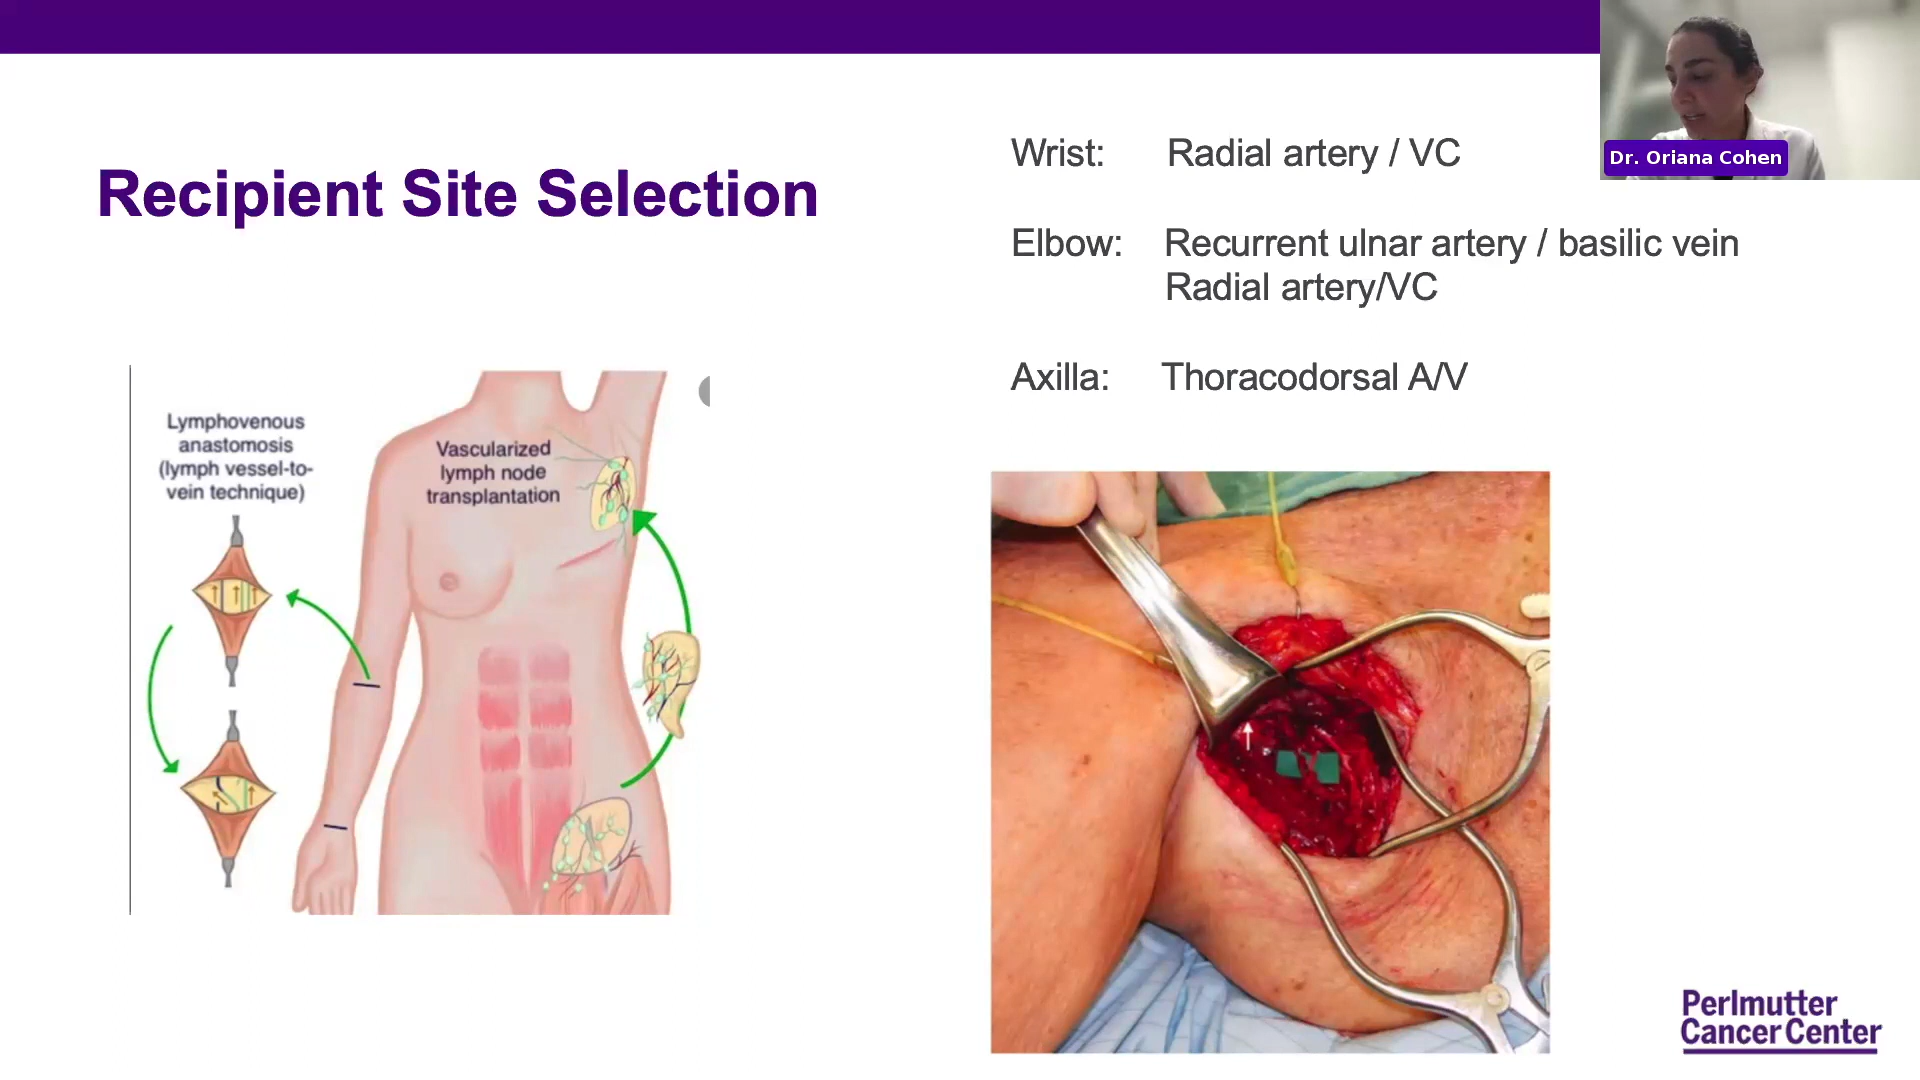 Recipient Site Selection
Wrist: Radial artery / VC
Elbow: Recurrent ulnar artery / basilic vein
Radial artery/VC
Axilla: Thoracodorsal A/V
Dr. Oriana Cohen
Lymphovenous
anastomosis
(lymph vessel-to-
vein technique)
Vascularized
lymph node
transplantation
Perlmutter
Cancer Center